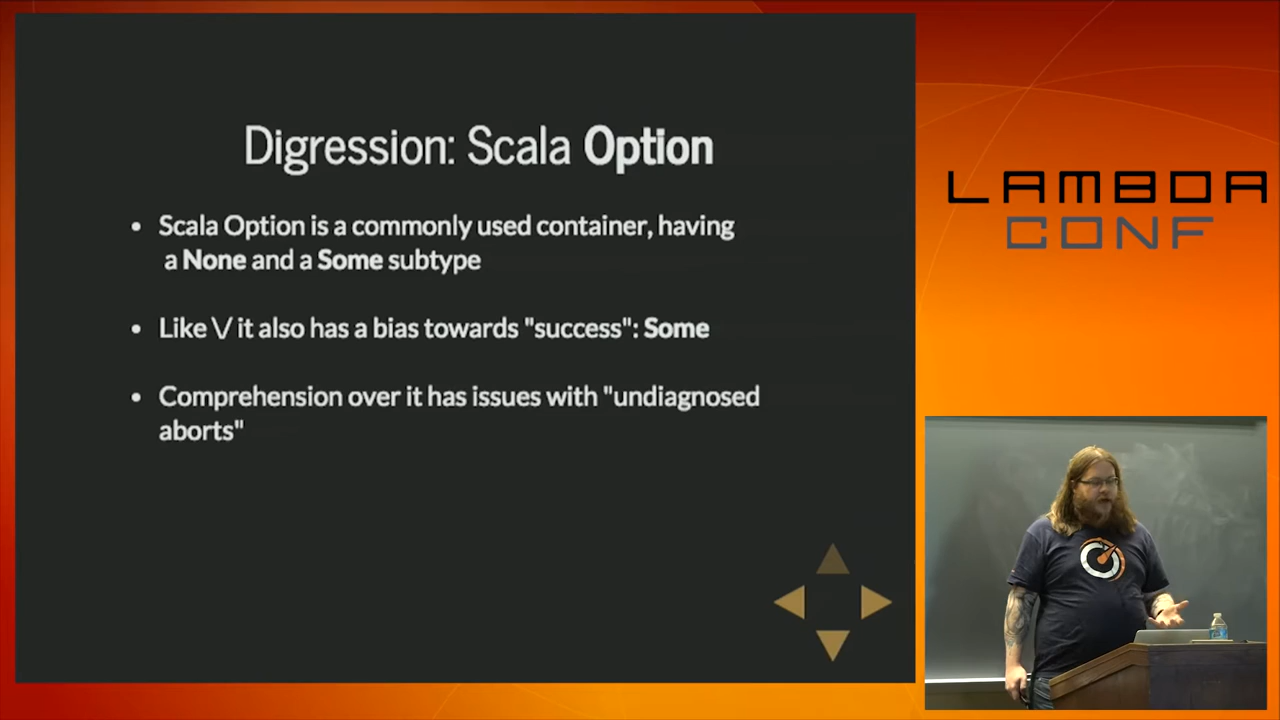 Digression: Scala Option
• Scala Option is a commonly used container, having
a None and a Some subtype
• Like \/ it also has a bias towards "success": Some
• Comprehension over it has issues with "undiagnosed
aborts"
LAMBDA
CONF